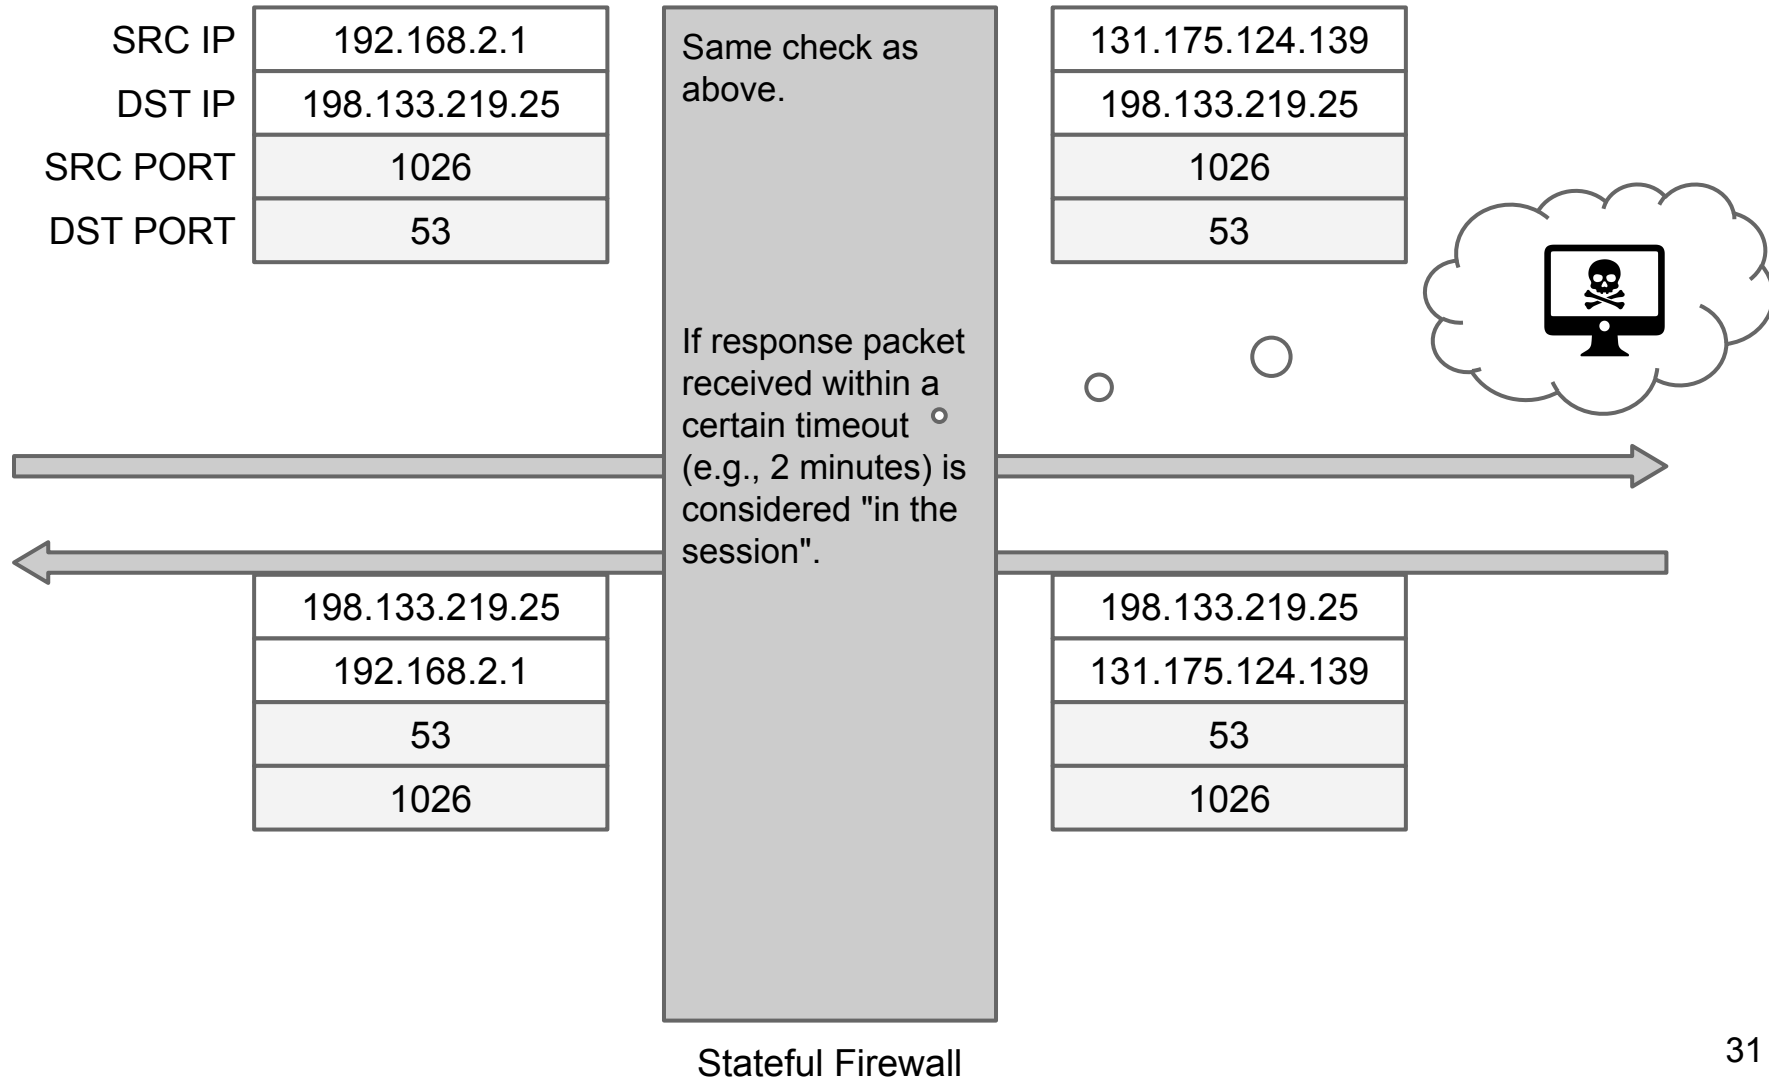 SRC IP 192.168.2.1
DST IP 198.133.219.25
SRC PORT 1026
DST PORT 53
Same check as
above.
If response packet
received within a
certain timeout
(e.g., 2 minutes) is
considered "in the
session".
131.175.124.139
198.133.219.25
1026
53
198.133.219.25
192.168.2.1
53
1026
198.133.219.25
131.175.124.139
53
1026
Stateful Firewall
31